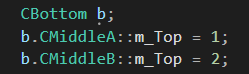 CBottom b;
b.CMiddleA::m_Top = 1;
b.CMiddleB::m_Top = 2;